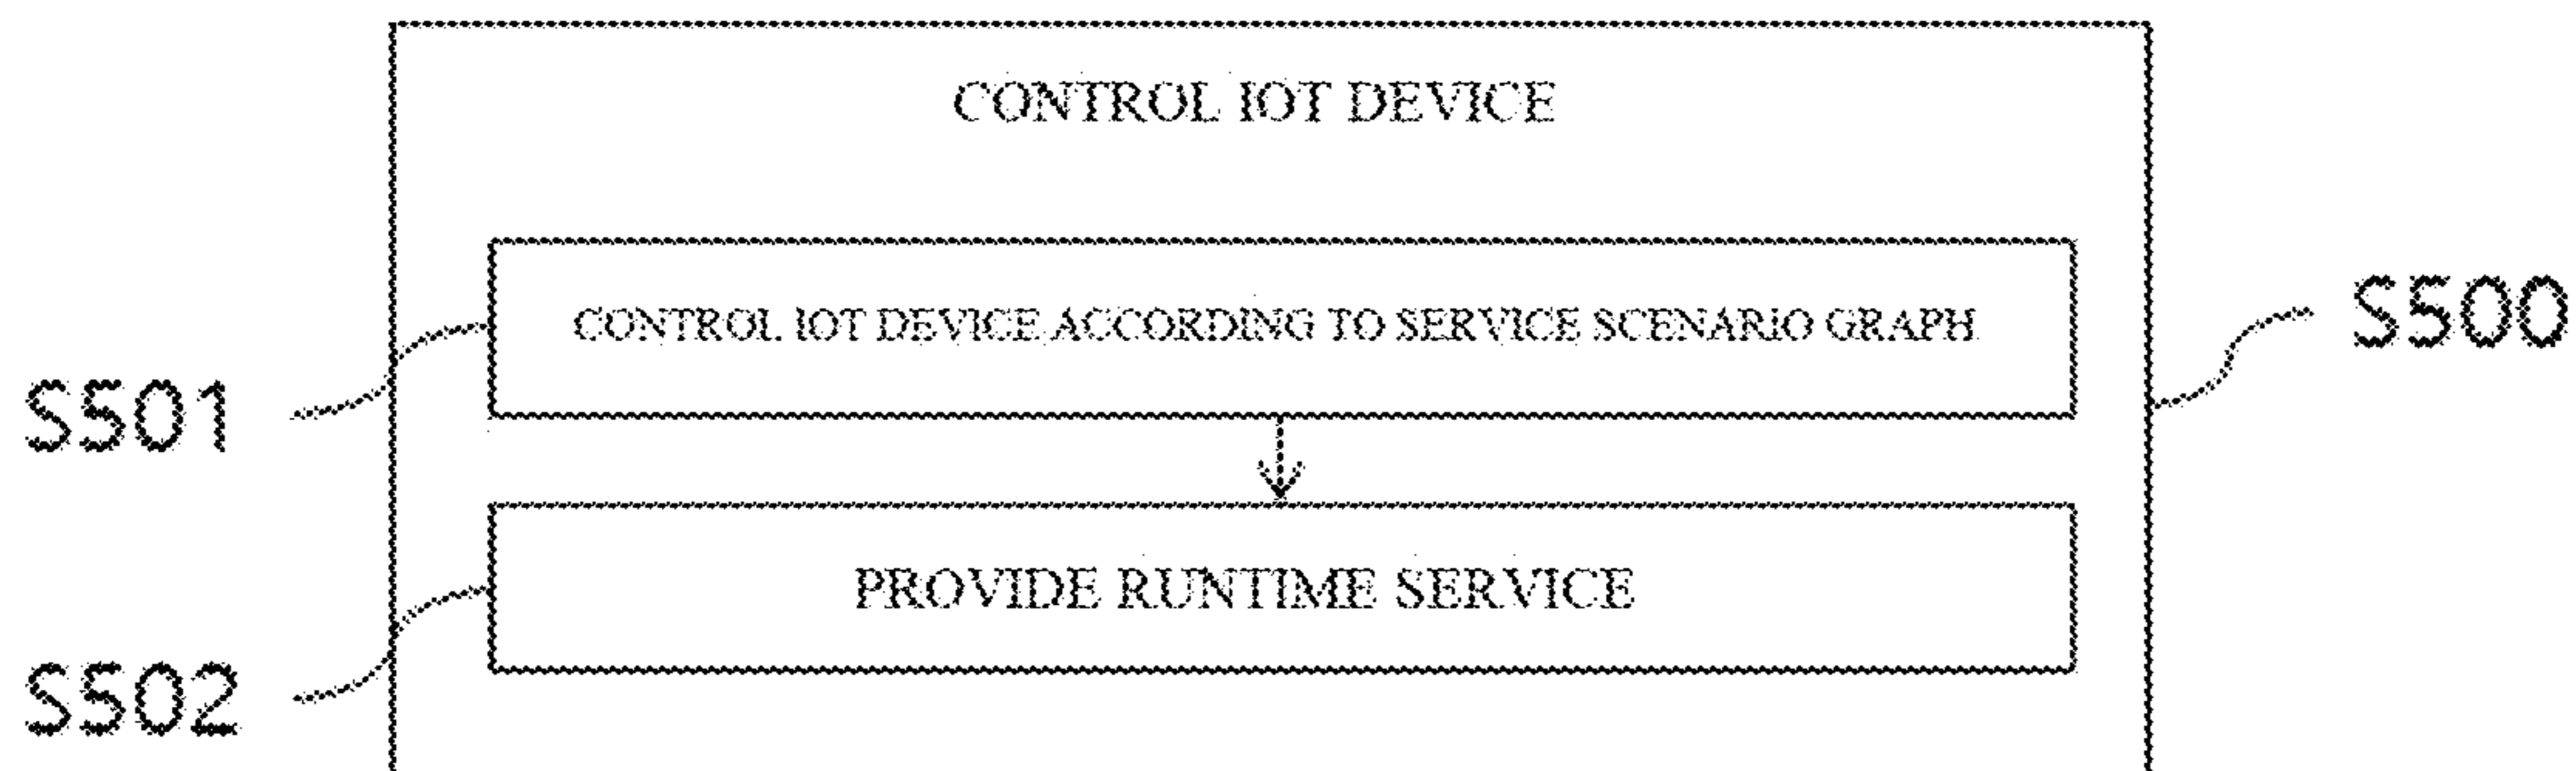 CONTROL IOT DEVICE
CONTROL IOT DEVICE ACCORDING TO SERVICE SCENARIO GRAPH
S500
S501
PROVIDE RUNTIME SERVICE
S502